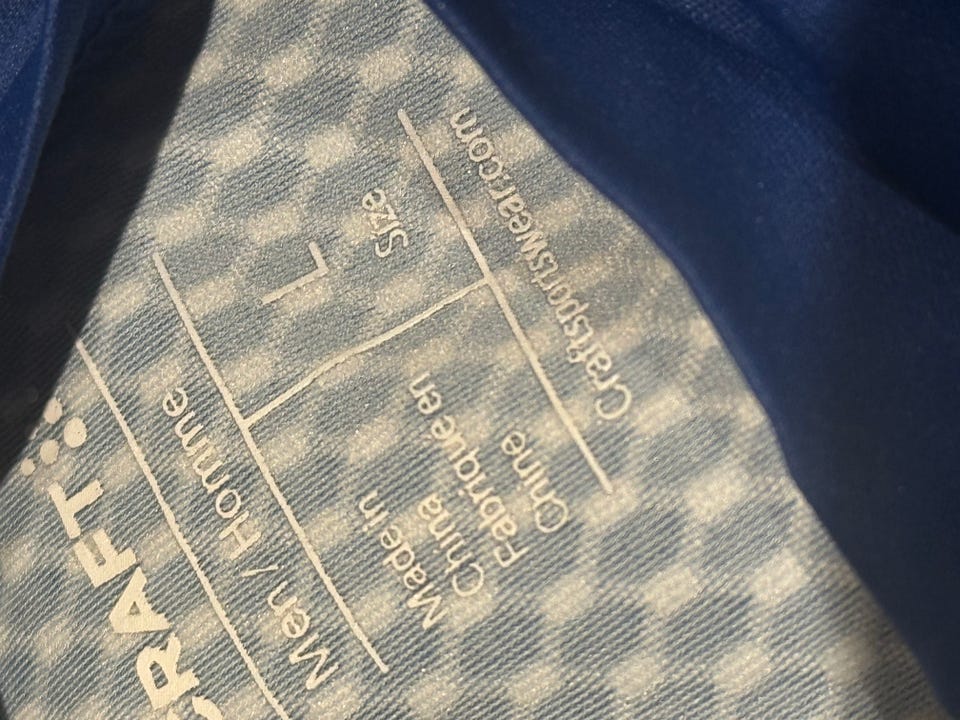 CRAFT
Men / Homme
Made in
China
Fabriqué en
Chine
L
Size
Craftsportswear.com